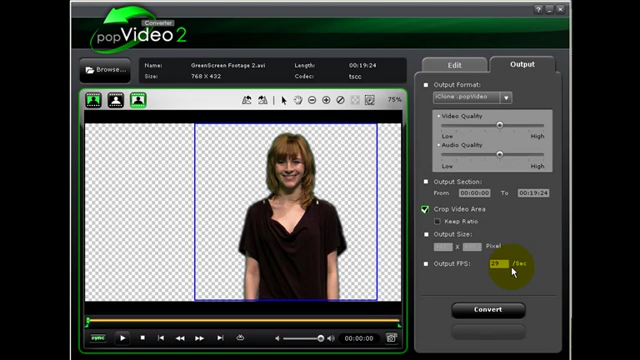 Converter
popVideo 2
? _ ×
Browse...
Name: GreenScreen Footage 2.avi Length: 00:19:24
Size: 768 X 432 Codec: tscc
Edit Output
75%
Output Format:
iClone .popVideo
Video Quality
Low High
Audio Quality
Low High
Output Section:
From 00:00:00 To 00:19:24
Crop Video Area
Keep Ratio
Output Size:
X Pixel
Output FPS: 29 /Sec
Convert
sync 00:00:00